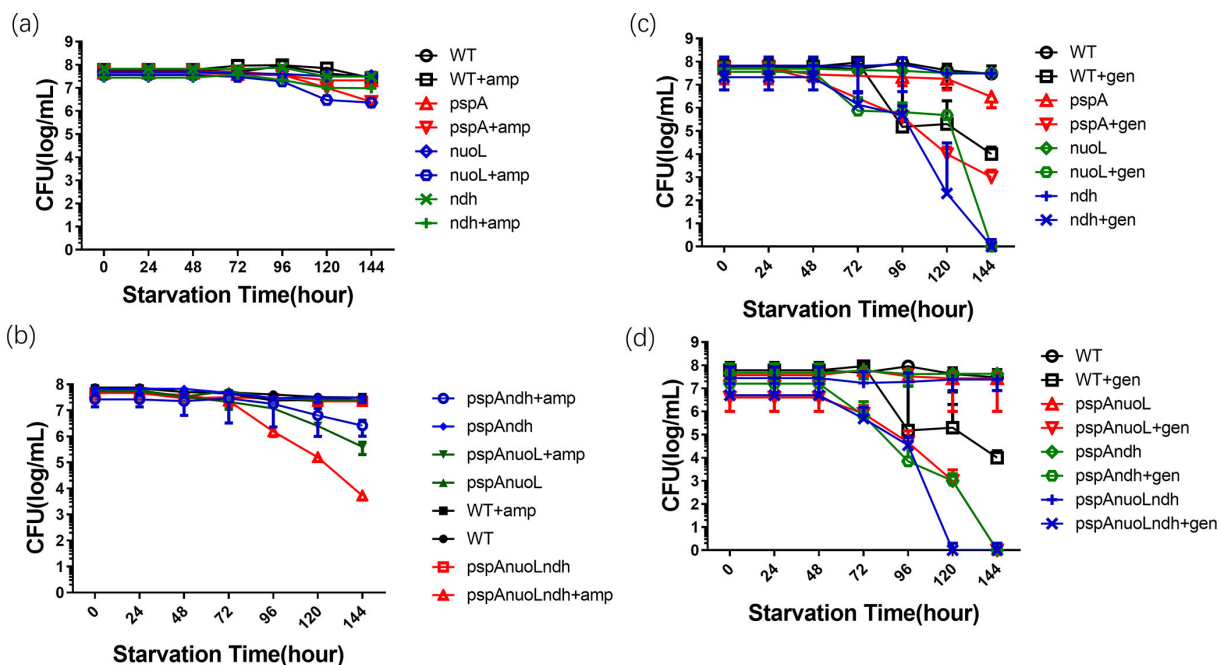 (a)
CFU(log/mL)
9
8
7
6
5
4
3
2
1
0
0 24 48 72 96 120 144
Starvation Time(hour)
WT
WT+amp
pspA
pspA+amp
nuoL
nuoL+amp
ndh
ndh+amp
(b)
CFU(log/mL)
8
7
6
5
4
3
2
1
0
0 24 48 72 96 120 144
Starvation Time(hour)
pspAndh+amp
pspAndh
pspAnuoL+amp
pspAnuoL
WT+amp
WT
pspAnuoLndh
pspAnuoLndh+amp
(c)
CFU(log/mL)
9
8
7
6
5
4
3
2
1
0
0 24 48 72 96 120 144
Starvation Time(hour)
WT
WT+gen
pspA
pspA+gen
nuoL
nuoL+gen
ndh
ndh+gen
(d)
CFU(log/mL)
9
8
7
6
5
4
3
2
1
0
0 24 48 72 96 120 144
Starvation Time(hour)
WT
WT+gen
pspAnuoL
pspAnuoL+gen
pspAndh
pspAndh+gen
pspAnuoLndh
pspAnuoLndh+gen